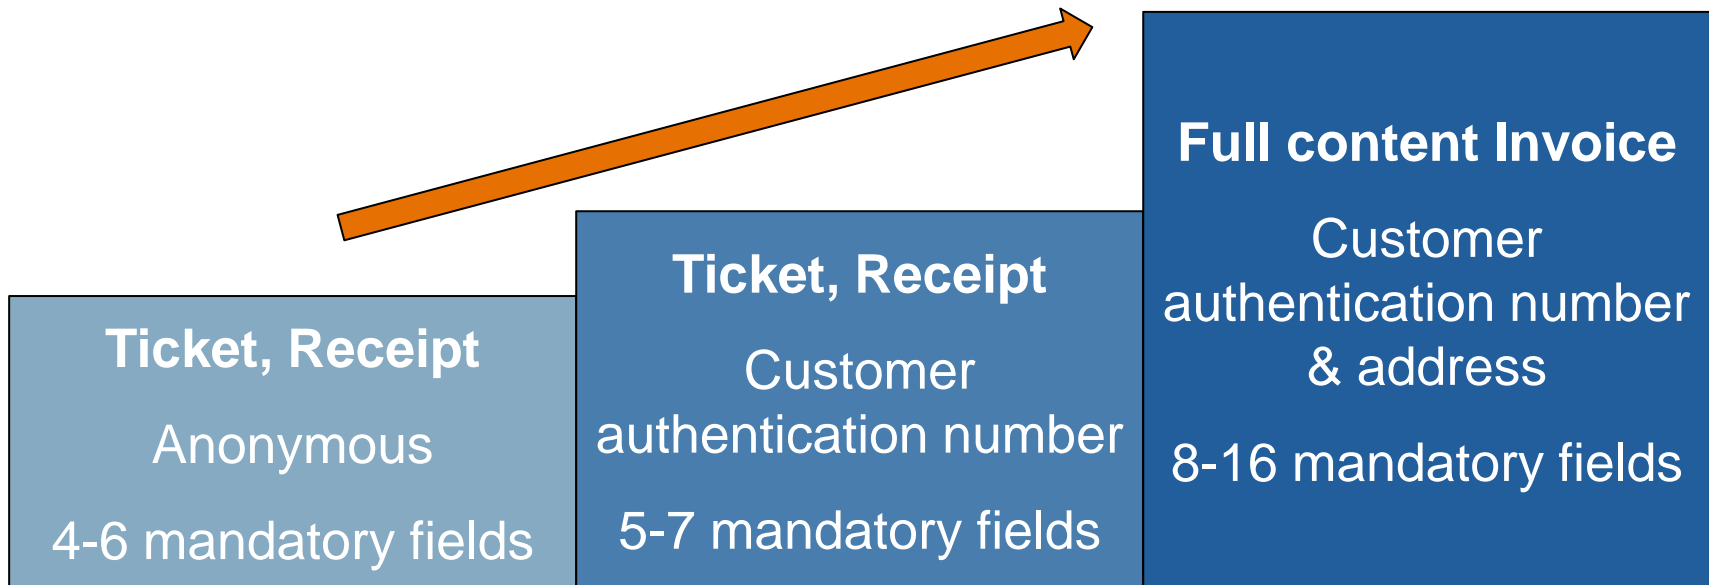 Ticket, Receipt
Anonymous
4-6 mandatory fields
Ticket, Receipt
Customer
authentication number
5-7 mandatory fields
Full content Invoice
Customer
authentication number
& address
8-16 mandatory fields